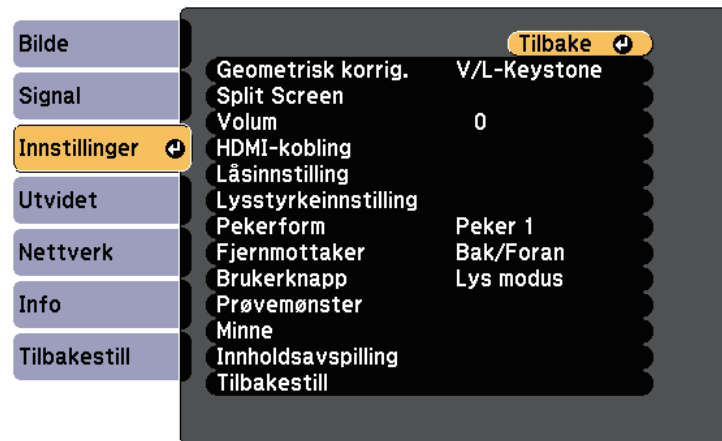 Bilde
Signal
Innstillinger
Utvidet
Nettverk
Info
Tilbakestill
Tilbake
Geometrisk korrig. V/L-Keystone
Split Screen
Volum 0
HDMI-kobling
Låsinnstilling
Lysstyrkeinnstilling
Pekerform Peker 1
Fjernmottaker Bak/Foran
Brukerknapp Lys modus
Prøvemønster
Minne
Innholdsavspilling
Tilbakestill